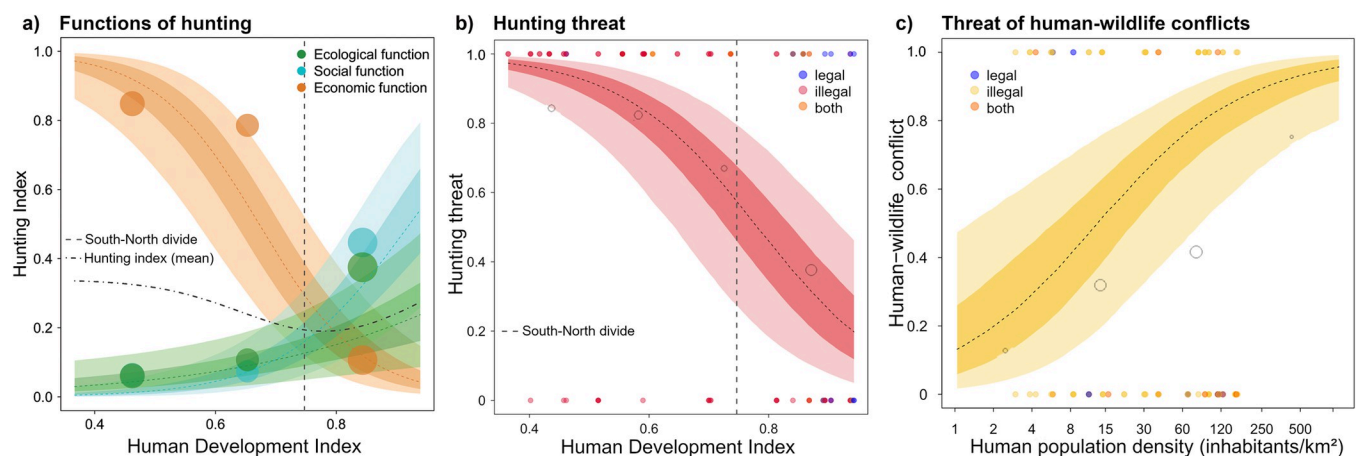 a) Functions of hunting
1.0
0.8
0.6
0.4
0.2
0.0
Hunting Index
Ecological function
Social function
Economic function
South-North divide
Hunting index (mean)
0.4
0.6
0.8
Human Development Index
b) Hunting threat
1.0
0.8
0.6
0.4
0.2
0
Hunting threat
legal
illegal
both
South-North divide
0.4
0.6
0.8
Human Development Index
c) Threat of human-wildlife conflicts
1.0
0.8
0.6
0.4
0.2
0
Human-wildlife conflict
legal
illegal
both
1 2 4 8 15 30 60 120 250 500
Human population density (inhabitants/km²)